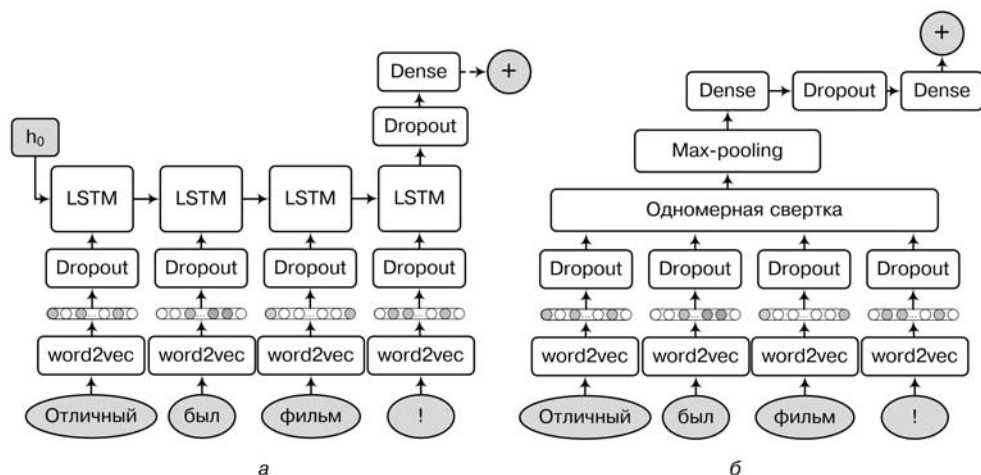 Dense
+
Dropout
h₀
LSTM LSTM LSTM LSTM
Dropout Dropout Dropout Dropout
word2vec word2vec word2vec word2vec
Отличный был фильм !
а
+
Dense Dropout Dense
Max-pooling
Одномерная свертка
Dropout Dropout Dropout Dropout
word2vec word2vec word2vec word2vec
Отличный был фильм !
б